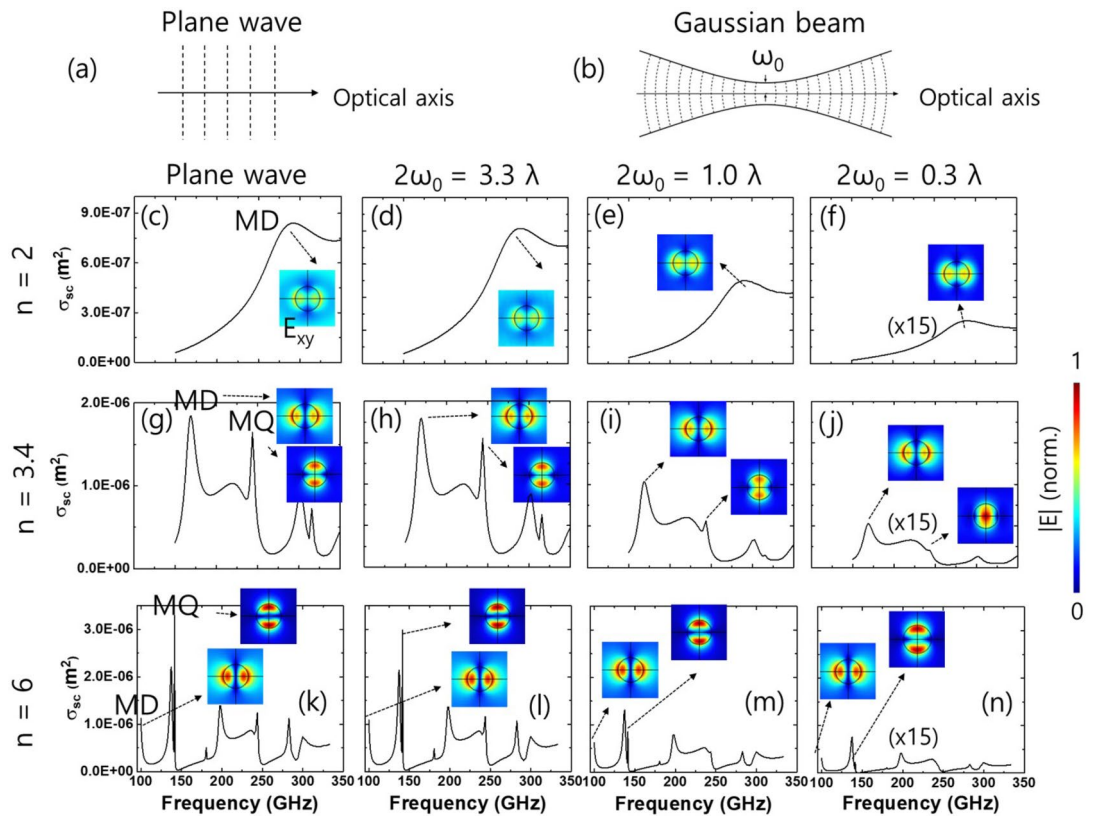 Plane wave
Gaussian beam
(a)
Optical axis
(b)
ω₀
Optical axis
Plane wave
2ω₀ = 3.3 λ
2ω₀ = 1.0 λ
2ω₀ = 0.3 λ
n = 2
σsc (m²)
9.0E-07
6.0E-07
3.0E-07
0.0E+00
(c)
MD
Exy
(d)
(e)
(f)
(x15)
n = 3.4
σsc (m²)
2.0E-06
1.0E-06
0.0E+00
(g)
MD
MQ
(h)
(i)
(j)
(x15)
1
|E| (norm.)
0
n = 6
σsc (m²)
3.0E-06
2.0E-06
1.0E-06
0.0E+00
MQ
MD
(k)
(l)
(m)
(n)
(x15)
100 150 200 250 300 350
100 150 200 250 300 350
100 150 200 250 300 350
100 150 200 250 300 350
Frequency (GHz)
Frequency (GHz)
Frequency (GHz)
Frequency (GHz)